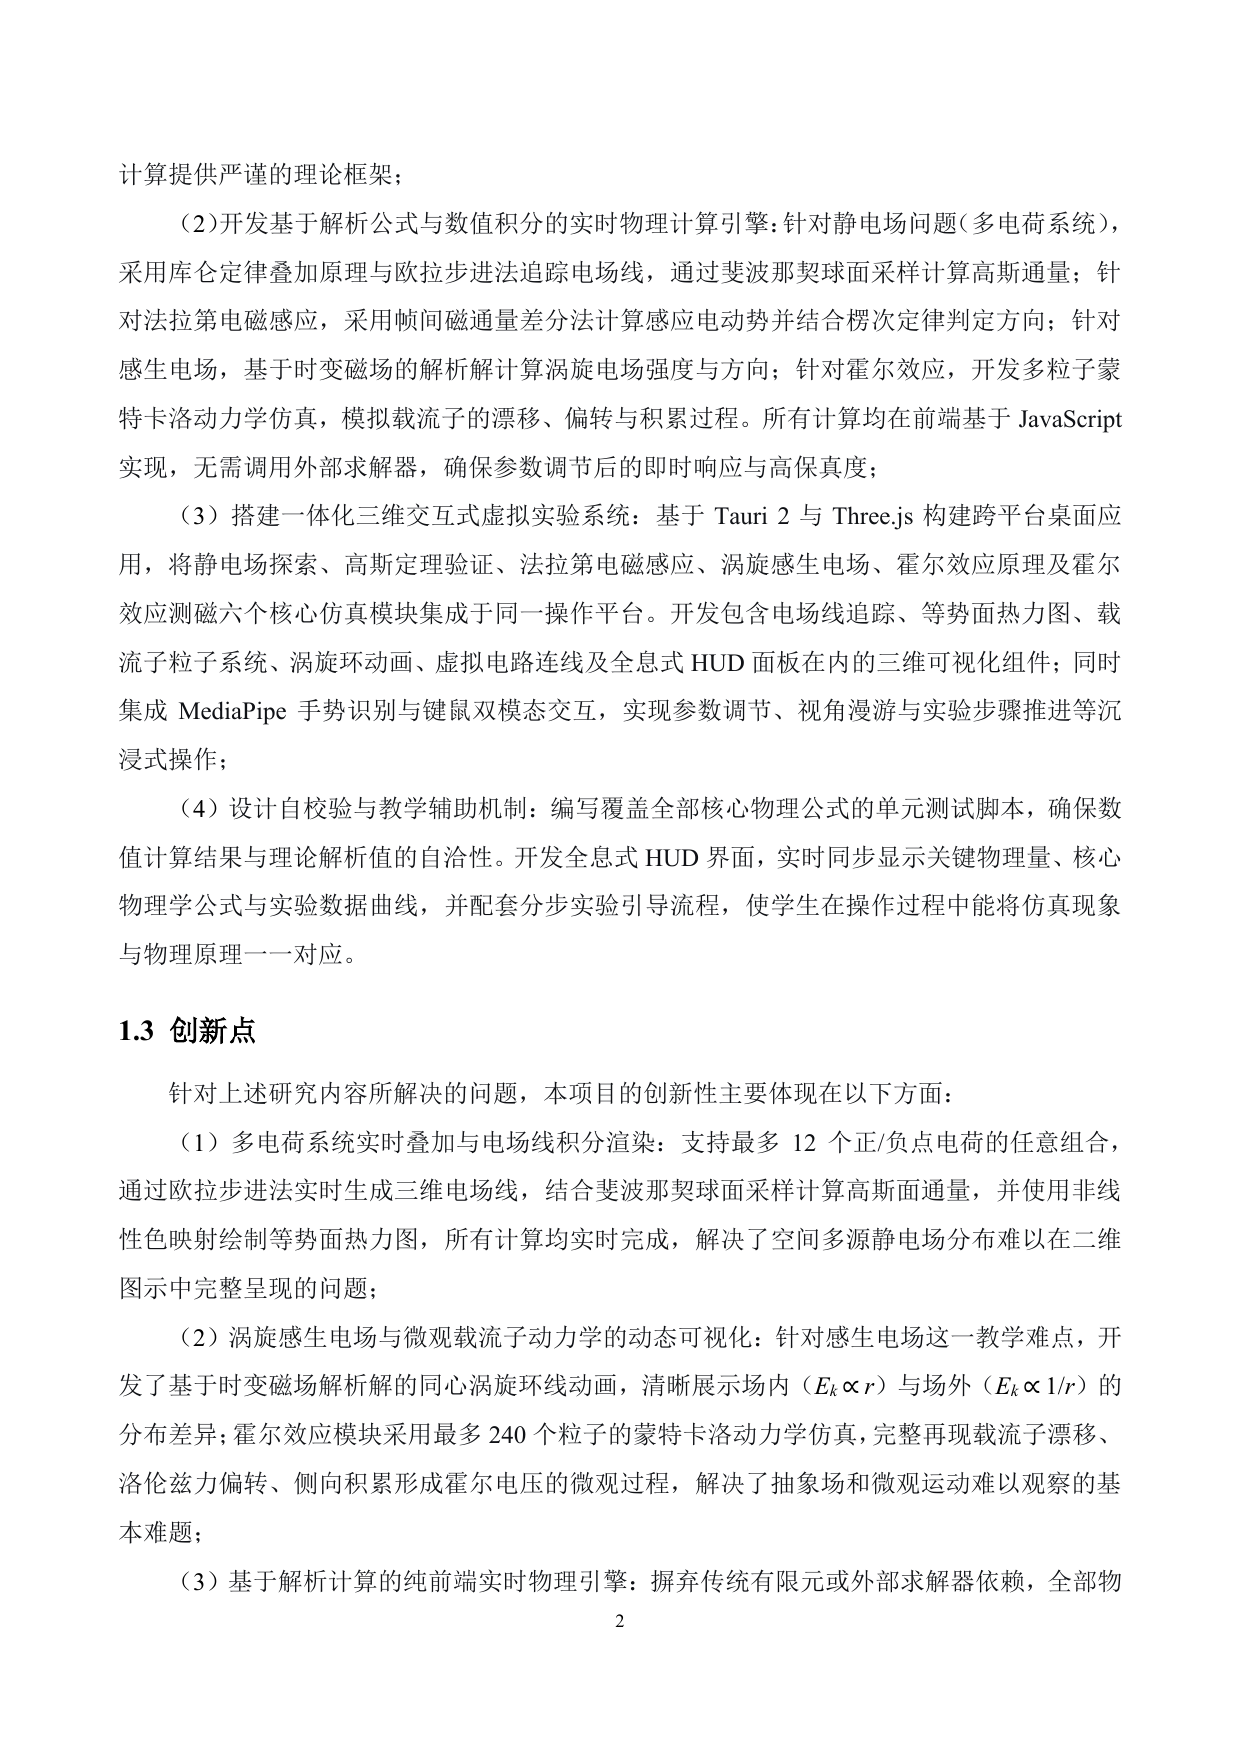 计算提供严谨的理论框架；
（2）开发基于解析公式与数值积分的实时物理计算引擎：针对静电场问题（多电荷系统），
采用库仑定律叠加原理与欧拉步进法追踪电场线，通过斐波那契球面采样计算高斯通量；针
对法拉第电磁感应，采用帧间磁通量差分法计算感应电动势并结合楞次定律判定方向；针对
感生电场，基于时变磁场的解析解计算涡旋电场强度与方向；针对霍尔效应，开发多粒子蒙
特卡洛动力学仿真，模拟载流子的漂移、偏转与积累过程。所有计算均在前端基于 JavaScript
实现，无需调用外部求解器，确保参数调节后的即时响应与高保真度；
（3）搭建一体化三维交互式虚拟实验系统：基于 Tauri 2 与 Three.js 构建跨平台桌面应
用，将静电场探索、高斯定理验证、法拉第电磁感应、涡旋感生电场、霍尔效应原理及霍尔
效应测磁六个核心仿真模块集成于同一操作平台。开发包含电场线追踪、等势面热力图、载
流子粒子系统、涡旋环动画、虚拟电路连线及全息式 HUD 面板在内的三维可视化组件；同时
集成 MediaPipe 手势识别与键鼠双模态交互，实现参数调节、视角漫游与实验步骤推进等沉
浸式操作；
（4）设计自校验与教学辅助机制：编写覆盖全部核心物理公式的单元测试脚本，确保数
值计算结果与理论解析值的自洽性。开发全息式 HUD 界面，实时同步显示关键物理量、核心
物理学公式与实验数据曲线，并配套分步实验引导流程，使学生在操作过程中能将仿真现象
与物理原理一一对应。
1.3 创新点
针对上述研究内容所解决的问题，本项目的创新性主要体现在以下方面：
（1）多电荷系统实时叠加与电场线积分渲染：支持最多 12 个正/负点电荷的任意组合，
通过欧拉步进法实时生成三维电场线，结合斐波那契球面采样计算高斯面通量，并使用非线
性色映射绘制等势面热力图，所有计算均实时完成，解决了空间多源静电场分布难以在二维
图示中完整呈现的问题；
（2）涡旋感生电场与微观载流子动力学的动态可视化：针对感生电场这一教学难点，开
发了基于时变磁场解析解的同心涡旋环线动画，清晰展示场内（Ek∝r）与场外（Ek∝1/r）的
分布差异；霍尔效应模块采用最多 240 个粒子的蒙特卡洛动力学仿真，完整再现载流子漂移、
洛伦兹力偏转、侧向积累形成霍尔电压的微观过程，解决了抽象场和微观运动难以观察的基
本难题；
（3）基于解析计算的纯前端实时物理引擎：摒弃传统有限元或外部求解器依赖，全部物
2